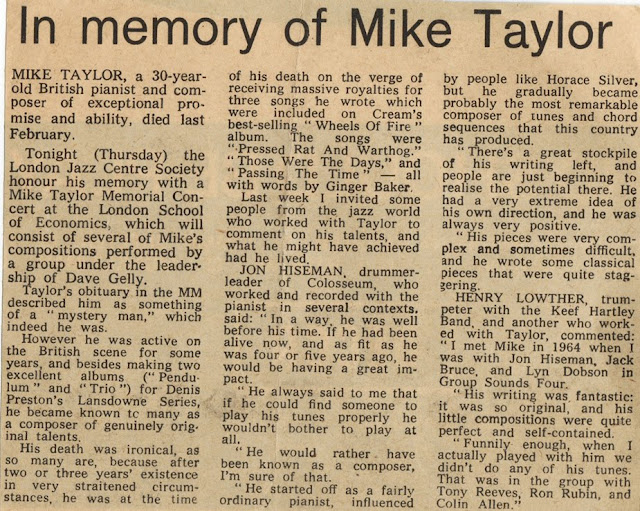 In memory of Mike Taylor
MIKE TAYLOR, a 30-year-
old British pianist and com-
poser of exceptional pro-
mise and ability, died last
February.
Tonight (Thursday) the
London Jazz Centre Society
honour his memory with a
Mike Taylor Memorial Con-
cert at the London School
of Economics, which will
consist of several of Mike's
compositions performed by
a group under the leader-
ship of Dave Gelly.
Taylor's obituary in the MM
described him as something
of a "mystery man," which
indeed he was.
However he was active on
the British scene for some
years, and besides making two
excellent albums ("Pendu-
lum" and "Trio") for Denis
Preston's Lansdowne Series,
he became known to many as
a composer of genuinely orig-
inal talents.
His death was ironical, as
so many are, because after
two or three years' existence
in very straitened circum-
stances, he was at the time
of his death on the verge of
receiving massive royalties for
three songs he wrote which
were included on Cream's
best-selling "Wheels Of Fire"
album. The songs were
"Pressed Rat And Warthog,"
"Those Were The Days," and
"Passing The Time" — all
with words by Ginger Baker.
Last week I invited some
people from the jazz world
who worked with Taylor to
comment on his talents, and
what he might have achieved
had he lived.
JON HISEMAN, drummer-
leader of Colosseum, who
worked and recorded with the
pianist in several contexts,
said: "In a way, he was well
before his time. If he had been
alive now, and as fit as he
was four or five years ago, he
would be having a great im-
pact.
"He always said to me that
if he could find someone to
play his tunes properly he
wouldn't bother to play at
all.
"He would rather have
been known as a composer,
I'm sure of that.
"He started off as a fairly
ordinary pianist, influenced
by people like Horace Silver,
but he gradually became
probably the most remarkable
composer of tunes and chord
sequences that this country
has produced.
"There's a great stockpile
of his writing left, and
people are just beginning to
realise the potential there. He
had a very extreme idea of
his own direction, and he was
always very positive.
"His pieces were very com-
plex and sometimes difficult,
and he wrote some classical
pieces that were quite stag-
gering.
HENRY LOWTHER, trum-
peter with the Keef Hartley
Band, and another who work-
ed with Taylor, commented:
"I met Mike in 1964 when I
was with Jon Hiseman, Jack
Bruce, and Lyn Dobson in
Group Sounds Four.
"His writing was fantastic:
it was so original, and his
little compositions were quite
perfect and self-contained.
"Funnily enough, when I
actually played with him we
didn't do any of his tunes.
That was in the group with
Tony Reeves, Ron Rubin, and
Colin Allen."